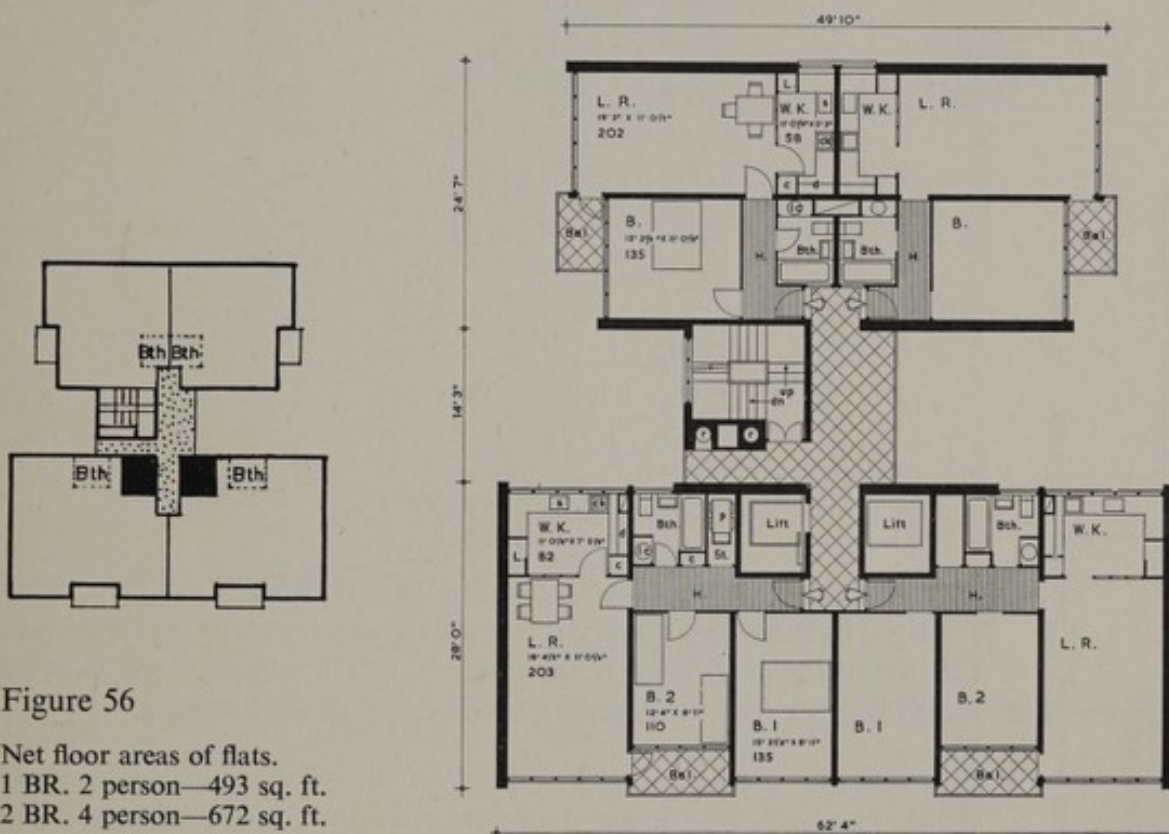 49'10"
24' 7"
14' 3"
28' 0"
62' 4"
L. R.
202
L.
W. K.
s
58
W. K.
L. R.
c
d
B.
135
Bal
H.
Bth.
Bth.
H.
B.
Bal
up
dn
r
r
s
W. K.
82
L.
d
c
Bth.
c
P
St.
Lift
Lift
Bth.
W. K.
H.
H.
L. R.
203
B. 2
110
B. 1
135
B. 1
B. 2
L. R.
Bal.
Bal
Bth Bth
Bth
Bth
Figure 56
Net floor areas of flats.
1 BR. 2 person—493 sq. ft.
2 BR. 4 person—672 sq. ft.